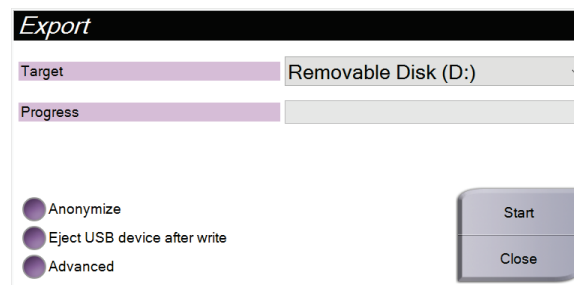 Export
Target
Removable Disk (D:)
Progress
Anonymize
Eject USB device after write
Advanced
Start
Close